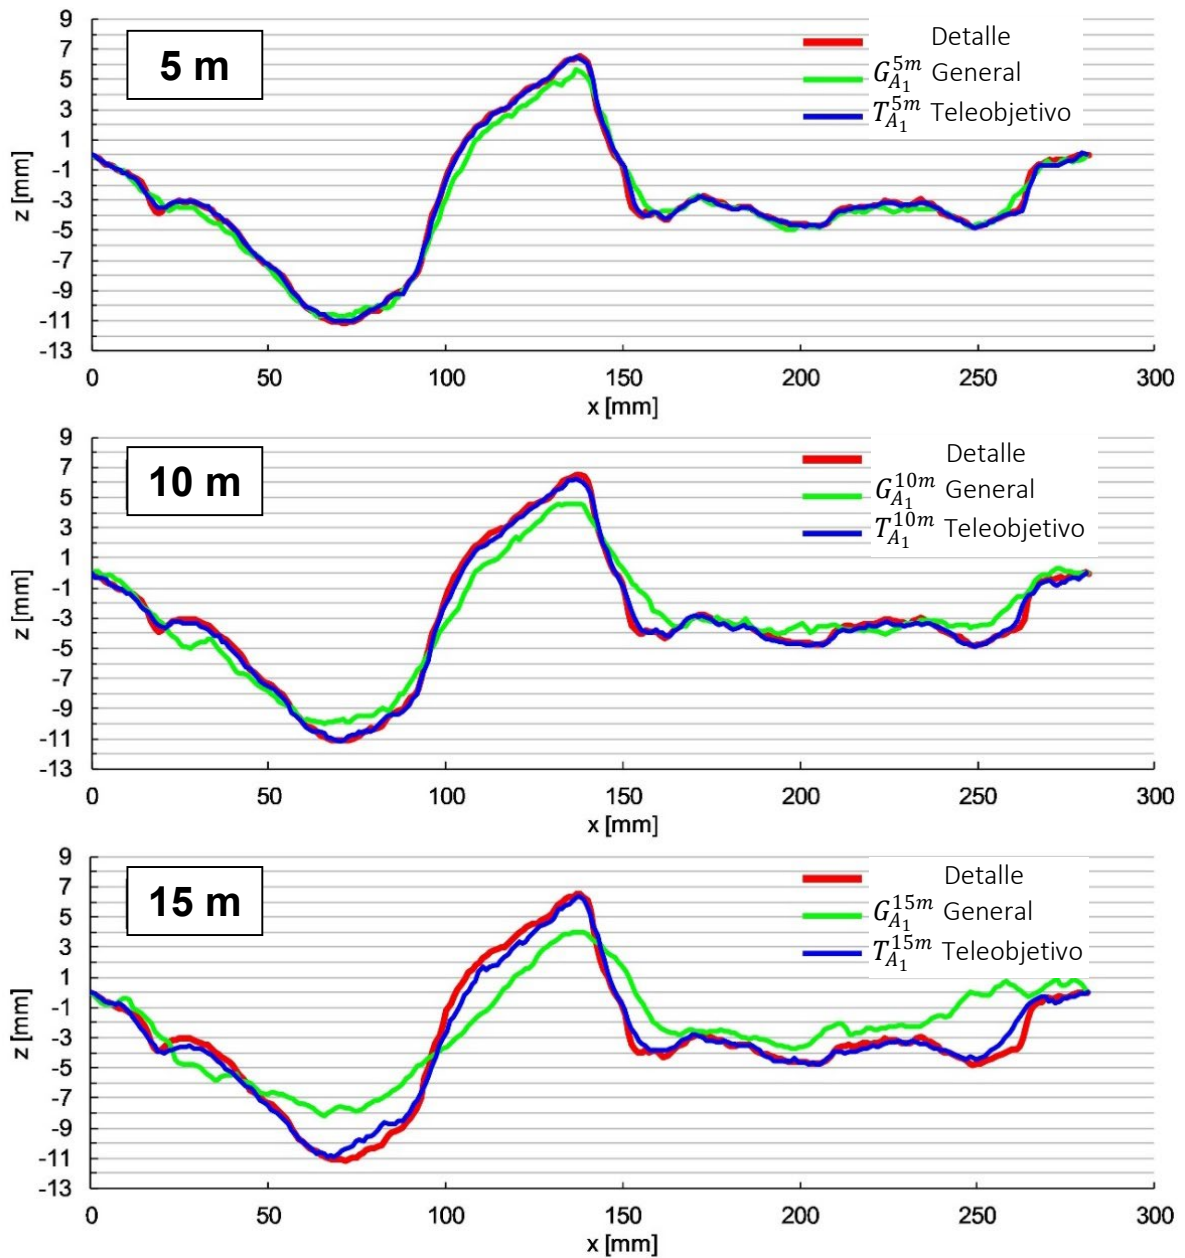 9
7
5
3
1
-1
-3
-5
-7
-9
-11
-13
z [mm]
5 m
Detalle
G_{A_1}^{5m} General
T_{A_1}^{5m} Teleobjetivo
0 50 100 150 200 250 300
x [mm]
9
7
5
3
1
-1
-3
-5
-7
-9
-11
-13
z [mm]
10 m
Detalle
G_{A_1}^{10m} General
T_{A_1}^{10m} Teleobjetivo
0 50 100 150 200 250 300
x [mm]
9
7
5
3
1
-1
-3
-5
-7
-9
-11
-13
z [mm]
15 m
Detalle
G_{A_1}^{15m} General
T_{A_1}^{15m} Teleobjetivo
0 50 100 150 200 250 300
x [mm]